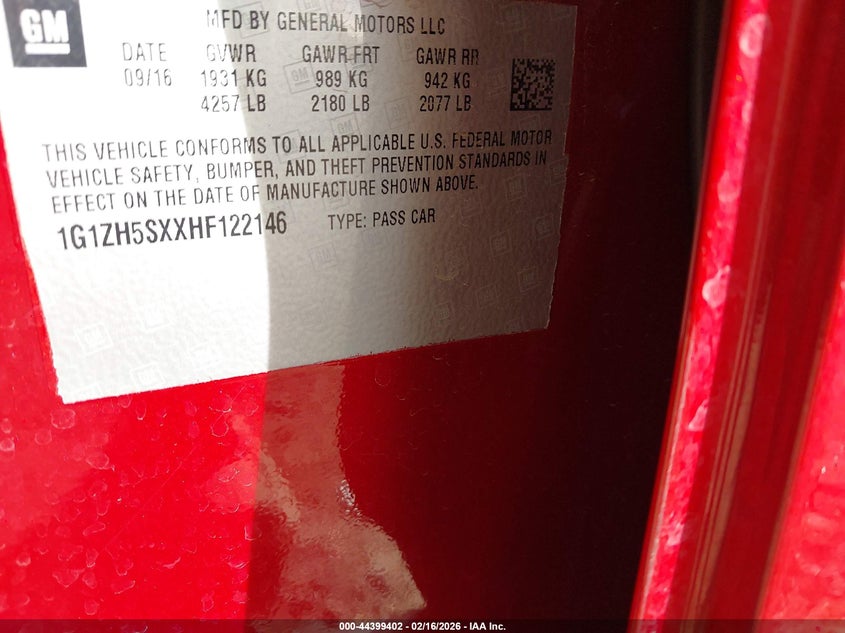 GM
MFD BY GENERAL MOTORS LLC
DATE GVWR GAWR FRT GAWR RR
09/16 1931 KG 989 KG 942 KG
4257 LB 2180 LB 2077 LB
THIS VEHICLE CONFORMS TO ALL APPLICABLE U.S. FEDERAL MOTOR
VEHICLE SAFETY, BUMPER, AND THEFT PREVENTION STANDARDS IN
EFFECT ON THE DATE OF MANUFACTURE SHOWN ABOVE.
1G1ZH5SXXHF122146 TYPE: PASS CAR
000-44399402 - 02/16/2026 - IAA Inc.